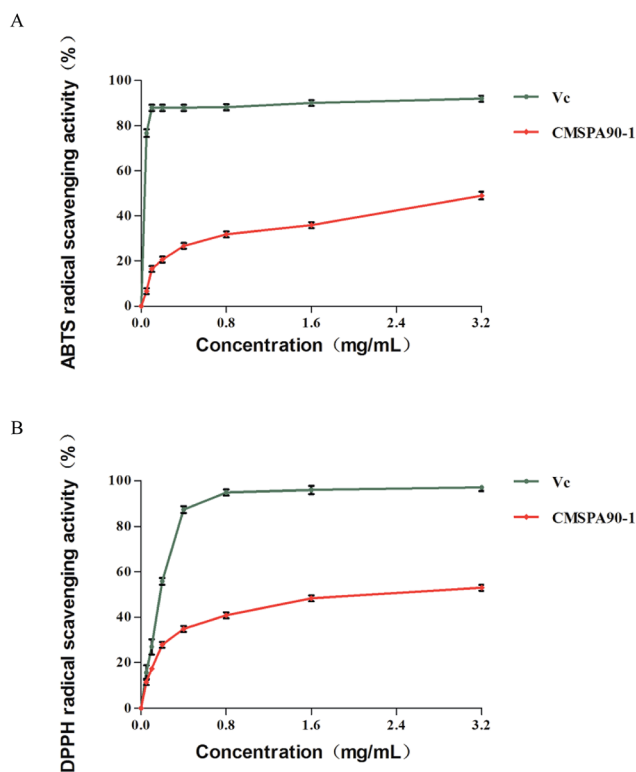 A
ABTS radical scavenging activity（%）
100
80
60
40
20
0
0.0 0.8 1.6 2.4 3.2
Concentration（mg/mL）
Vc
CMSPA90-1
B
DPPH radical scavenging activity（%）
100
80
60
40
20
0
0.0 0.8 1.6 2.4 3.2
Concentration（mg/mL）
Vc
CMSPA90-1